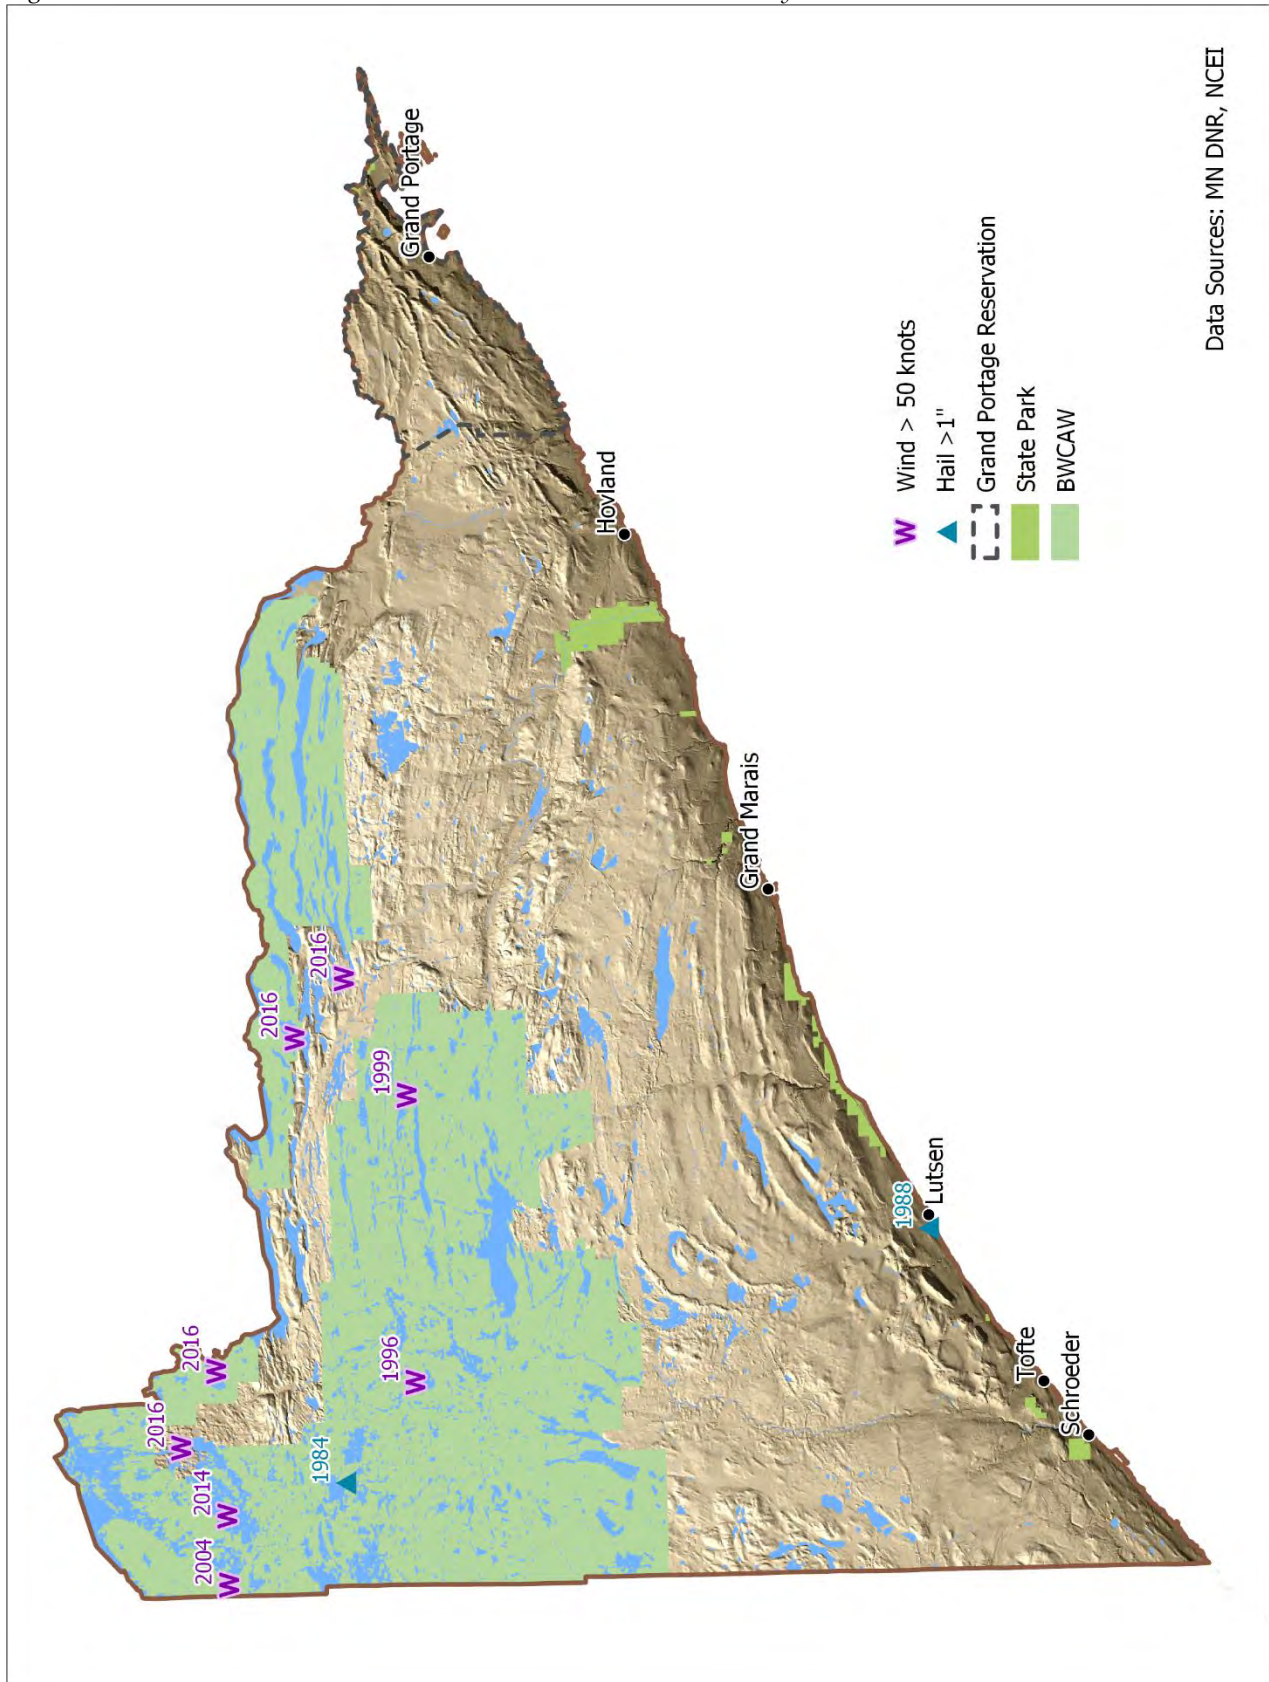 2016
W
2016
W
2004
W
2014
W
2016
W
2016
W
1984
1999
W
1996
W
Grand Portage
Hovland
Grand Marais
1988
Lutsen
Tofte
Schroeder
W Wind > 50 knots
Hail >1"
Grand Portage Reservation
State Park
BWCAW
Data Sources: MN DNR, NCEI